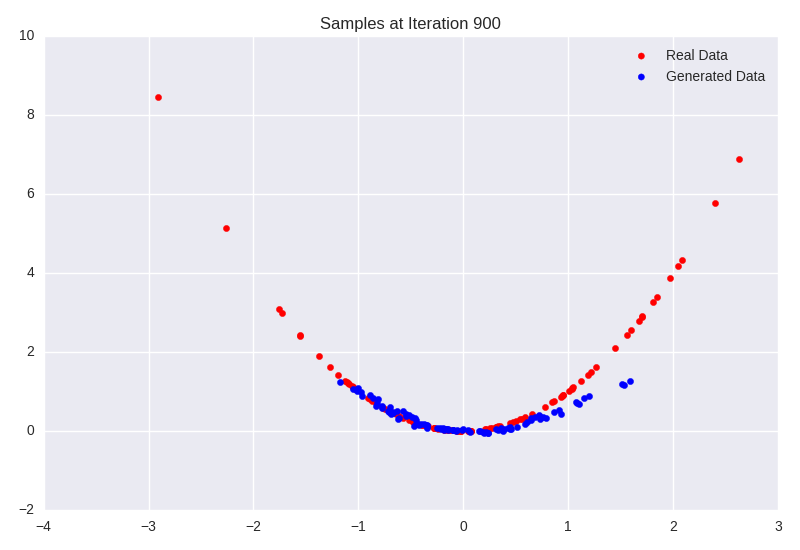 Samples at Iteration 900
Real Data
Generated Data
10
8
6
4
2
0
−2
−4 −3 −2 −1 0 1 2 3